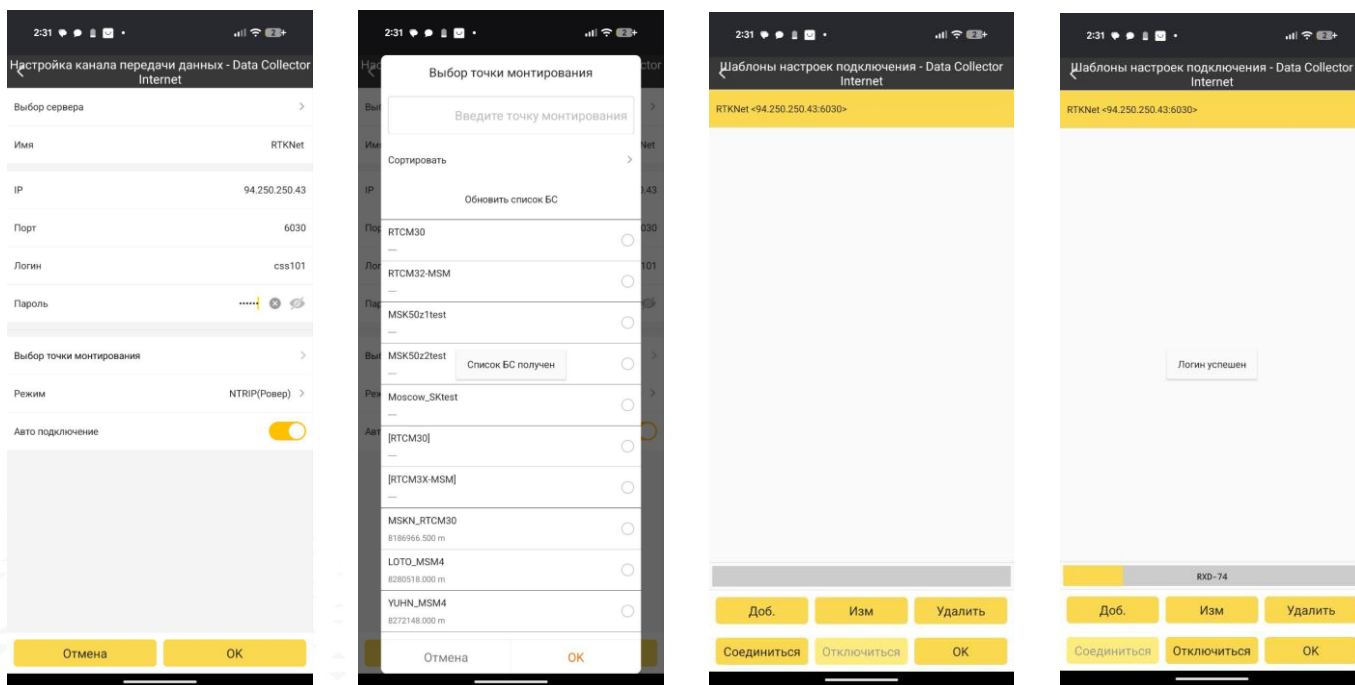 2:31
2+
Настройка канала передачи данных - Data Collector
Internet
Выбор сервера
Имя RTKNet
IP 94.250.250.43
Порт 6030
Логин css101
Пароль ······
Выбор точки монтирования
Режим NTRIP(Ровер)
Авто подключение
Отмена OK
2:31
2+
Выбор точки монтирования
Введите точку монтирования
Сортировать
Обновить список БС
RTCM30
—
RTCM32-MSM
—
MSK50z1test
—
MSK50z2test
—
Список БС получен
Moscow_SKtest
—
[RTCM30]
—
[RTCM3X-MSM]
—
MSKN_RTCM30
8186966.500 m
LOTO_MSM4
8280518.000 m
YUHN_MSM4
8272148.000 m
Отмена OK
2:31
2+
Шаблоны настроек подключения - Data Collector
Internet
RTKNet <94.250.250.43:6030>
Доб. Изм Удалить
Соединиться Отключиться OK
2:31
2+
Шаблоны настроек подключения - Data Collector
Internet
RTKNet <94.250.250.43:6030>
Логин успешен
RXD-74
Доб. Изм Удалить
Соединиться Отключиться OK